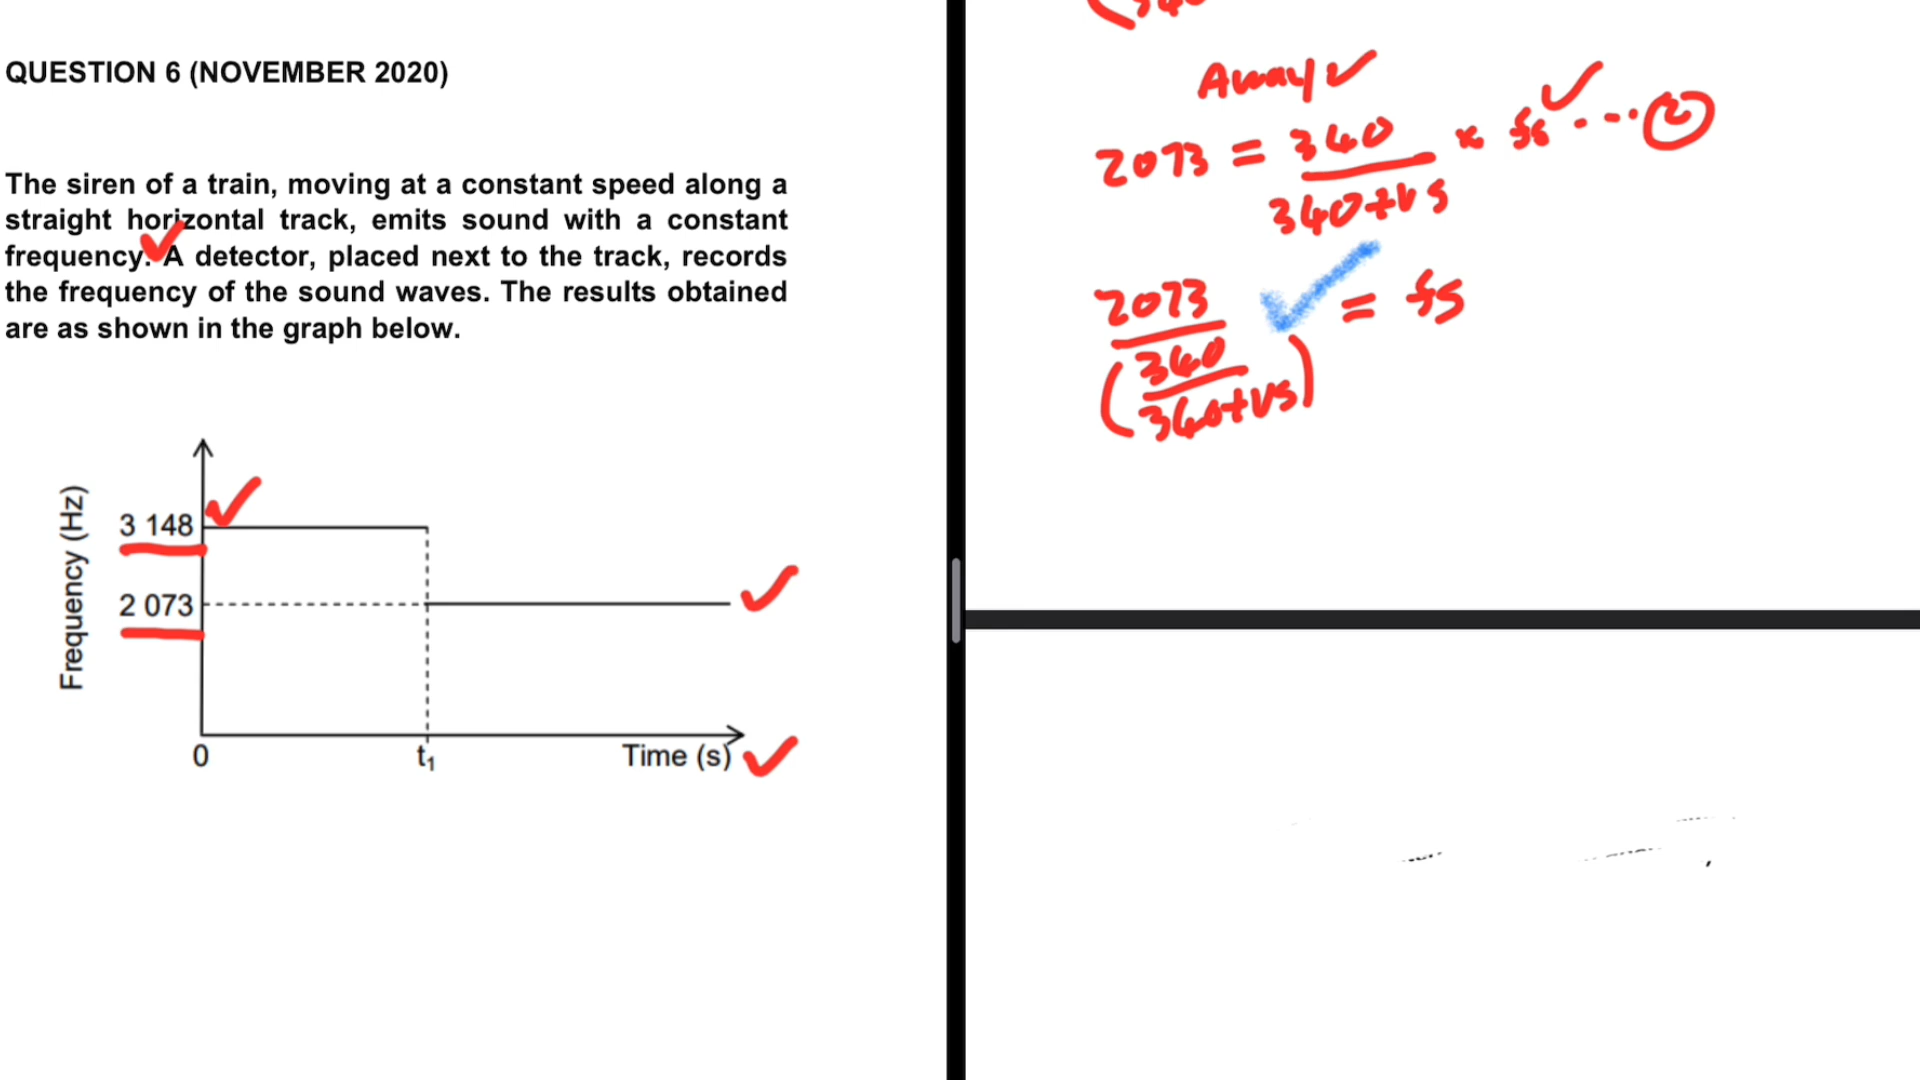 QUESTION 6 (NOVEMBER 2020)
The siren of a train, moving at a constant speed along a
straight horizontal track, emits sound with a constant
frequency. A detector, placed next to the track, records
the frequency of the sound waves. The results obtained
are as shown in the graph below.
Frequency (Hz)
3 148
2 073
0
t₁
Time (s)
Away
2073 = 340 × fs ... ②
340+vs
2073 = fs
(340
340+vs)